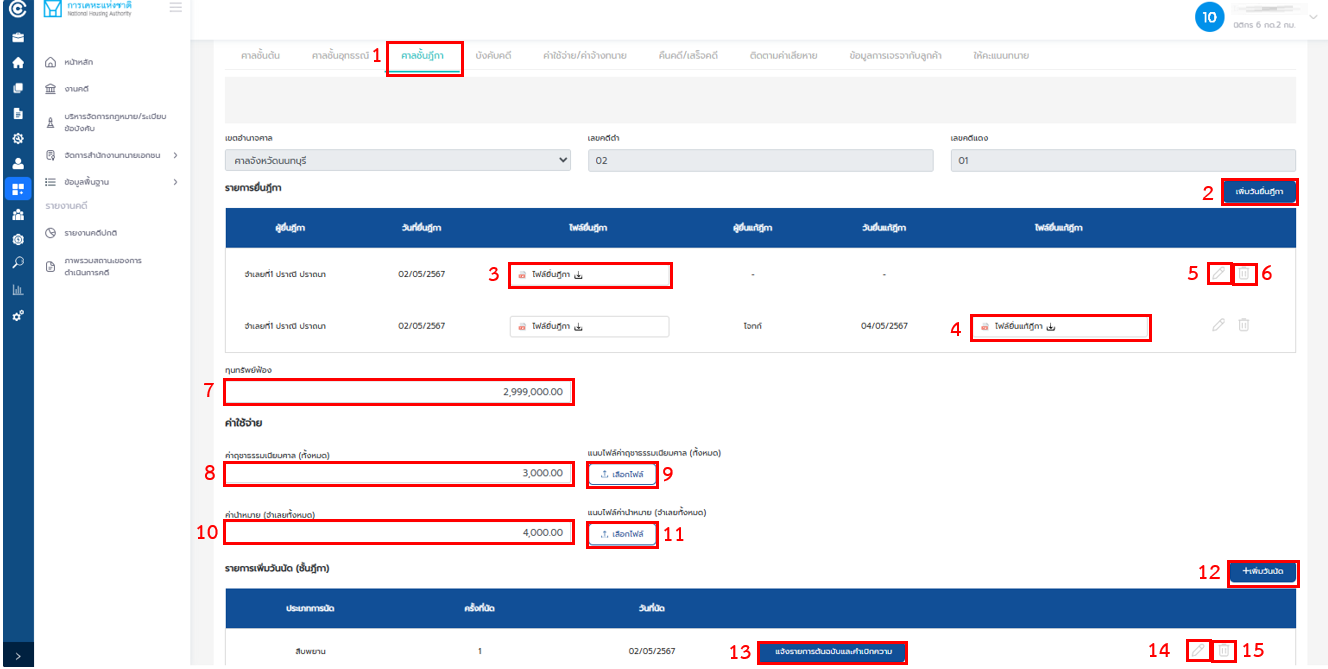 การเคหะแห่งชาติ
National Housing Authority
10
นิติกร 6 กด.2 กม.
หน้าหลัก
งานคดี
บริหารจัดการกฎหมาย/ระเบียบ
ข้อบังคับ
จัดการสำนักงานทนายเอกชน
ข้อมูลพื้นฐาน
รายงานคดี
รายงานคดีปกติ
ภาพรวมสถานะของการ
ดำเนินการคดี
ศาลชั้นต้น ศาลชั้นอุทธรณ์ 1 ศาลชั้นฎีกา บังคับคดี ค่าใช้จ่าย/ค่าจ้างทนาย คืนคดี/เสร็จคดี ติดตามค่าเสียหาย ข้อมูลการเจรจากับลูกค้า ให้คะแนนทนาย
เขตอำนาจศาล เลขคดีดำ เลขคดีแดง
ศาลจังหวัดนนทบุรี 02 01
รายการยื่นฎีกา 2 เพิ่มวันยื่นฎีกา
ผู้ยื่นฎีกา วันที่ยื่นฎีกา ไฟล์ยื่นฎีกา ผู้ยื่นแก้ฎีกา วันยื่นแก้ฎีกา ไฟล์ยื่นแก้ฎีกา
จำเลยที่1 ปราณี ปราถนา 02/05/2567 3 ไฟล์ยื่นฎีกา - - 5 6
จำเลยที่1 ปราณี ปราถนา 02/05/2567 ไฟล์ยื่นฎีกา โจทก์ 04/05/2567 4 ไฟล์ยื่นแก้ฎีกา
ทุนทรัพย์ฟ้อง
7 2,999,000.00
ค่าใช้จ่าย
ค่าฤชาธรรมเนียมศาล (ทั้งหมด) แนบไฟล์ค่าฤชาธรรมเนียมศาล (ทั้งหมด)
8 3,000.00 เลือกไฟล์ 9
ค่านำหมาย (จำเลยทั้งหมด) แนบไฟล์ค่านำหมาย (จำเลยทั้งหมด)
10 4,000.00 เลือกไฟล์ 11
รายการเพิ่มวันนัด (ชั้นฎีกา) 12 +เพิ่มวันนัด
ประเภทการนัด ครั้งที่นัด วันที่นัด
สืบพยาน 1 02/05/2567 13 แจ้งรายการต้นฉบับและคำเบิกความ 14 15